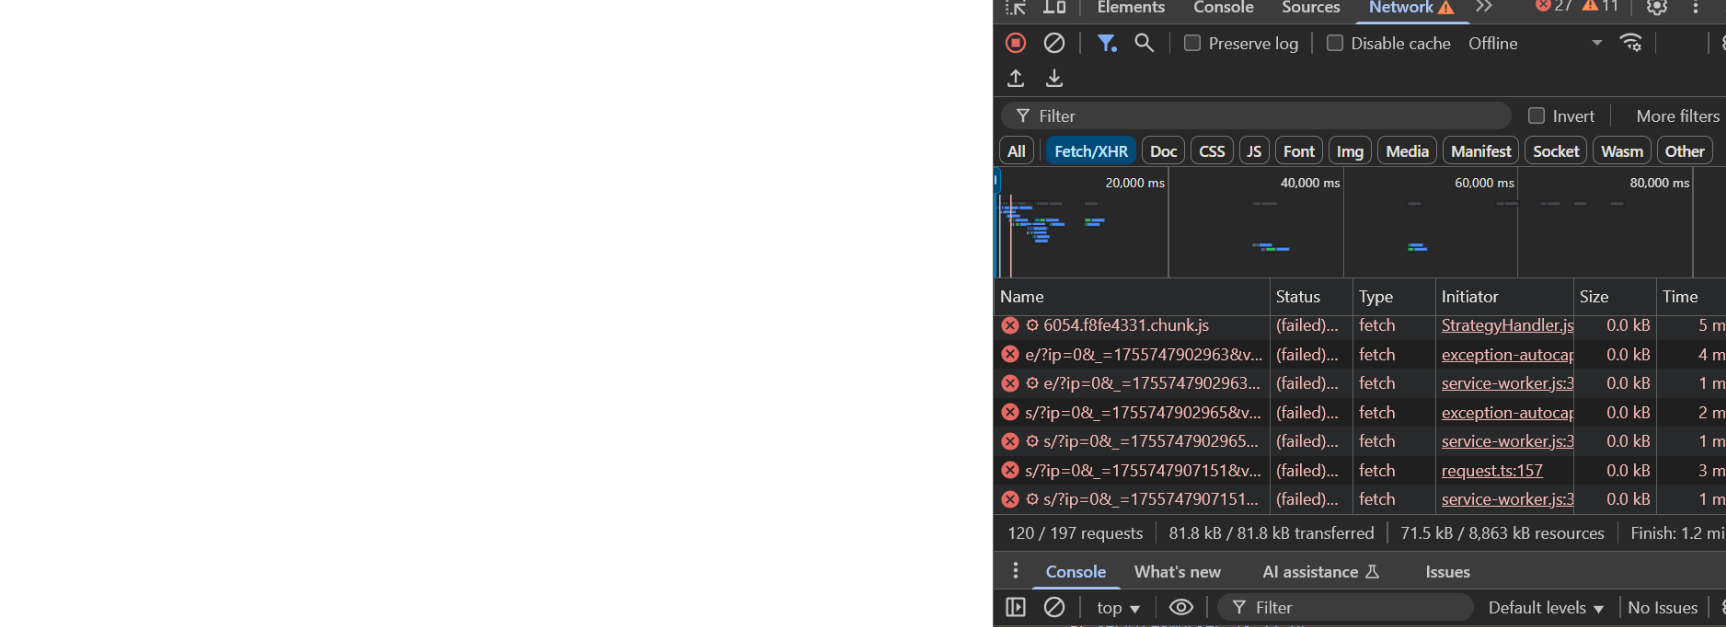 Elements Console Sources Network 27 11
Preserve log Disable cache Offline
Filter Invert More filters
All Fetch/XHR Doc CSS JS Font Img Media Manifest Socket Wasm Other
20,000 ms 40,000 ms 60,000 ms 80,000 ms
Name Status Type Initiator Size Time
6054.f8fe4331.chunk.js (failed)... fetch StrategyHandler.js 0.0 kB 5 m
e/?ip=0&_=1755747902963&v... (failed)... fetch exception-autocap 0.0 kB 4 m
e/?ip=0&_=1755747902963... (failed)... fetch service-worker.js:3 0.0 kB 1 m
s/?ip=0&_=1755747902965&v... (failed)... fetch exception-autocap 0.0 kB 2 m
s/?ip=0&_=1755747902965... (failed)... fetch service-worker.js:3 0.0 kB 1 m
s/?ip=0&_=1755747907151&v... (failed)... fetch request.ts:157 0.0 kB 3 m
s/?ip=0&_=1755747907151... (failed)... fetch service-worker.js:3 0.0 kB 1 m
120 / 197 requests 81.8 kB / 81.8 kB transferred 71.5 kB / 8,863 kB resources Finish: 1.2 mi
Console What's new AI assistance Issues
top Filter Default levels No Issues